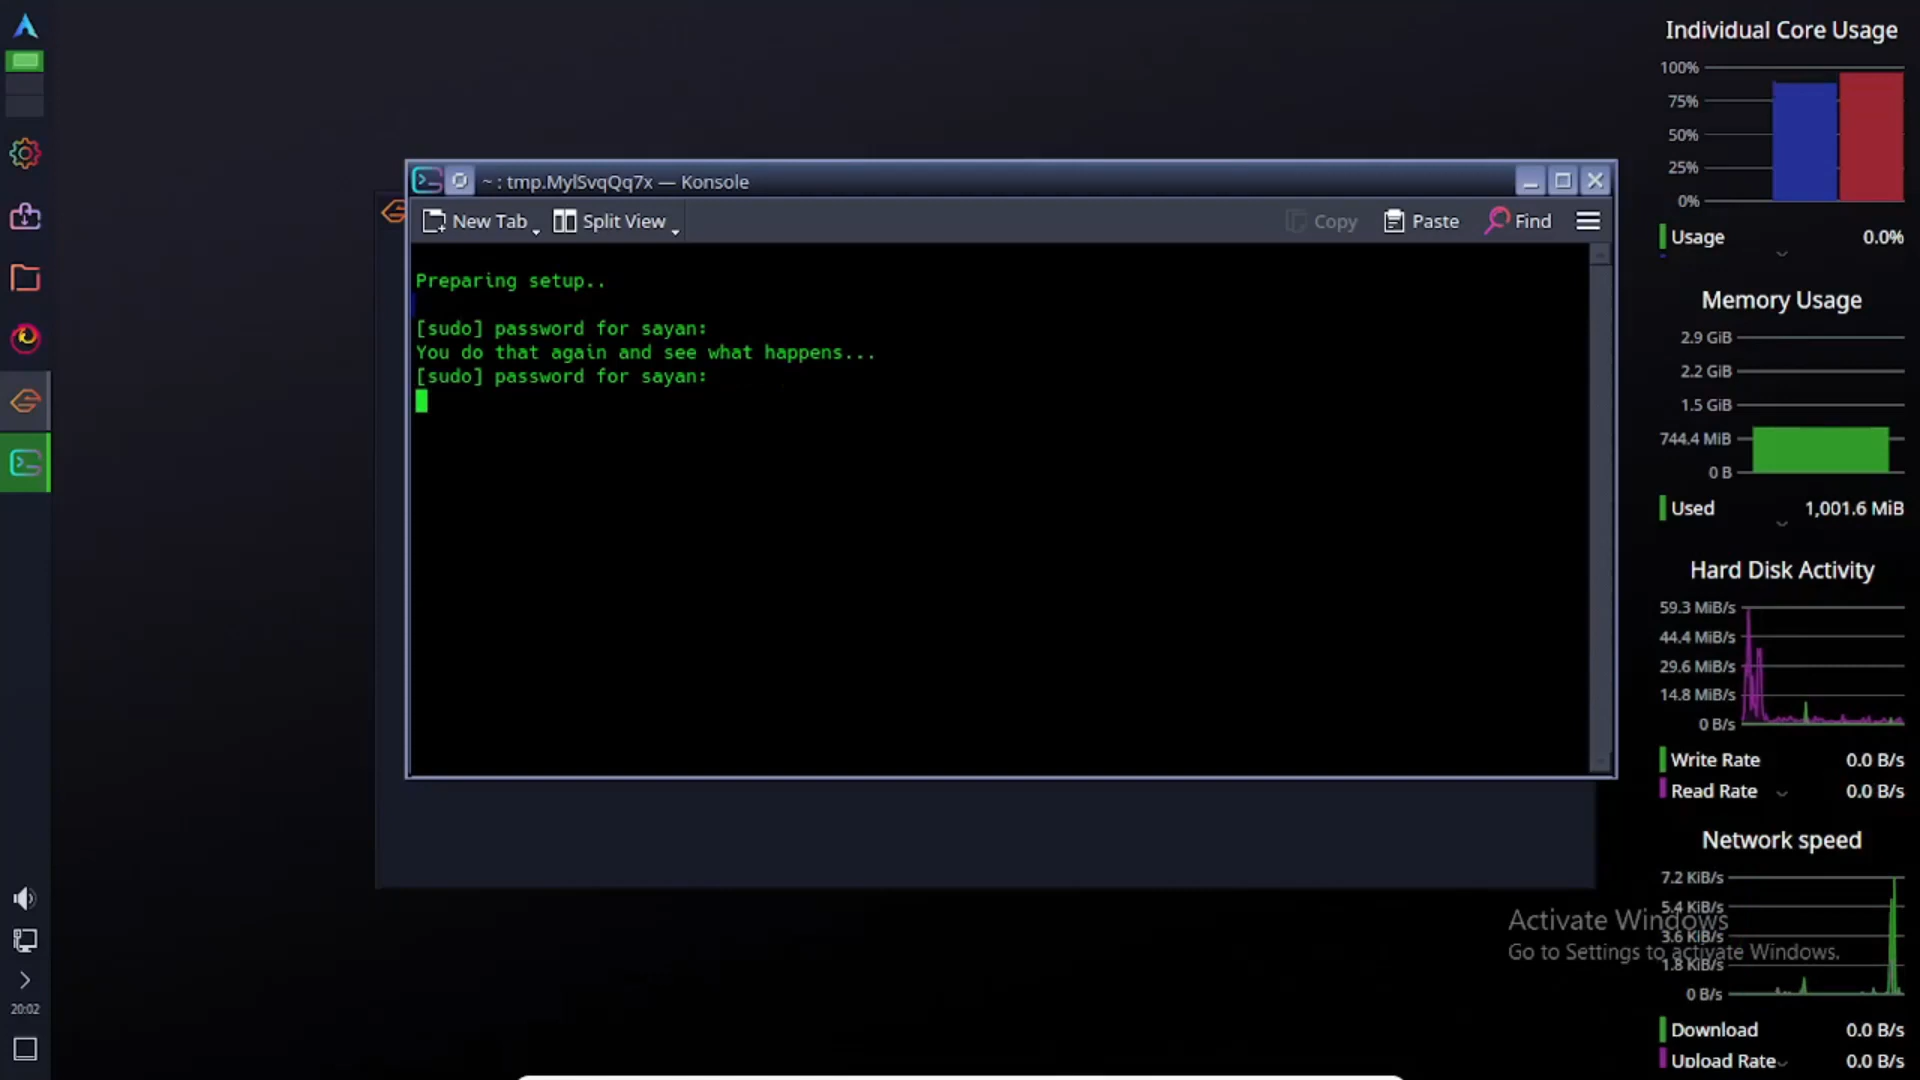 ~ : tmp.MylSvqQq7x — Konsole
New Tab
Split View
Copy
Paste
Find
Preparing setup..
[sudo] password for sayan:
You do that again and see what happens...
[sudo] password for sayan:
20:02
Individual Core Usage
100%
75%
50%
25%
0%
Usage 0.0%
Memory Usage
2.9 GiB
2.2 GiB
1.5 GiB
744.4 MiB
0 B
Used 1,001.6 MiB
Hard Disk Activity
59.3 MiB/s
44.4 MiB/s
29.6 MiB/s
14.8 MiB/s
0 B/s
Write Rate 0.0 B/s
Read Rate 0.0 B/s
Network speed
7.2 KiB/s
5.4 KiB/s
3.6 KiB/s
1.8 KiB/s
0 B/s
Activate Windows
Go to Settings to activate Windows.
Download 0.0 B/s
Upload Rate 0.0 B/s